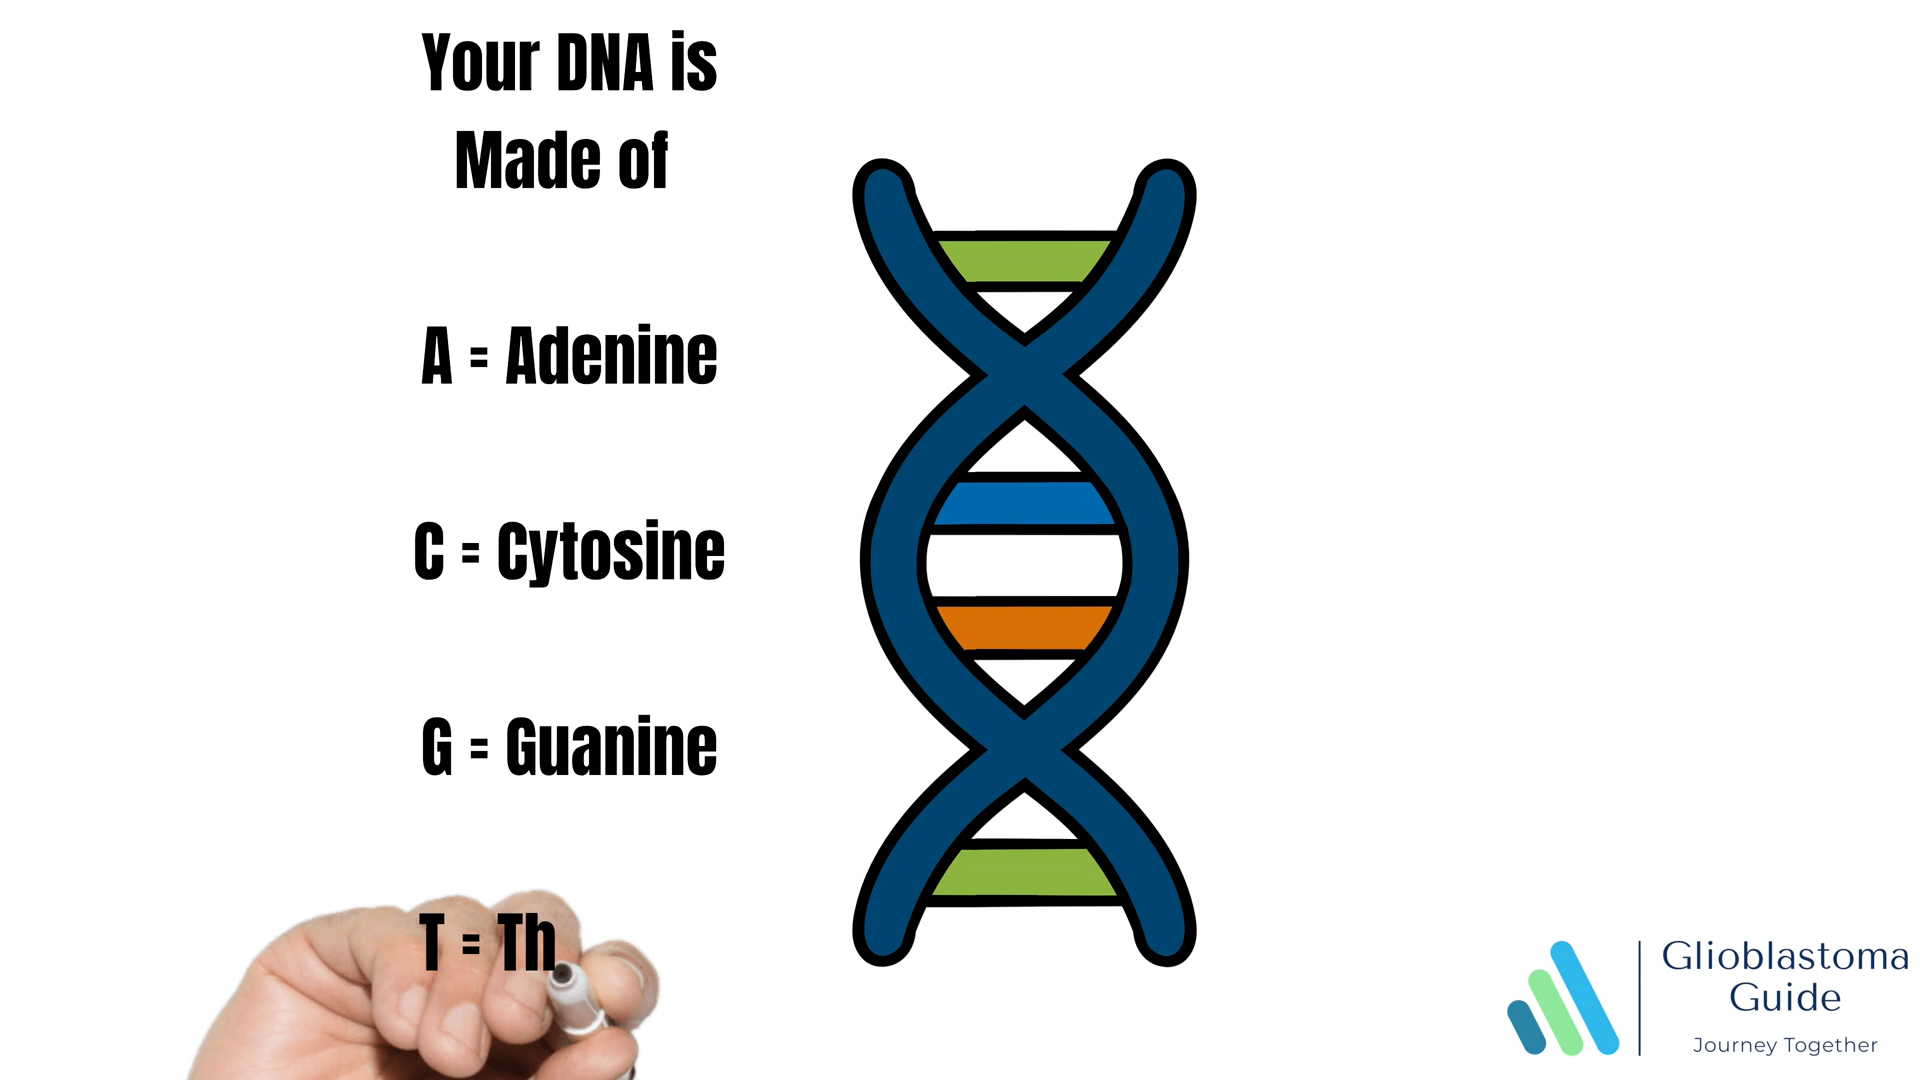 Your DNA is
Made of
A = Adenine
C = Cytosine
G = Guanine
T = Th
Glioblastoma
Guide
Journey Together